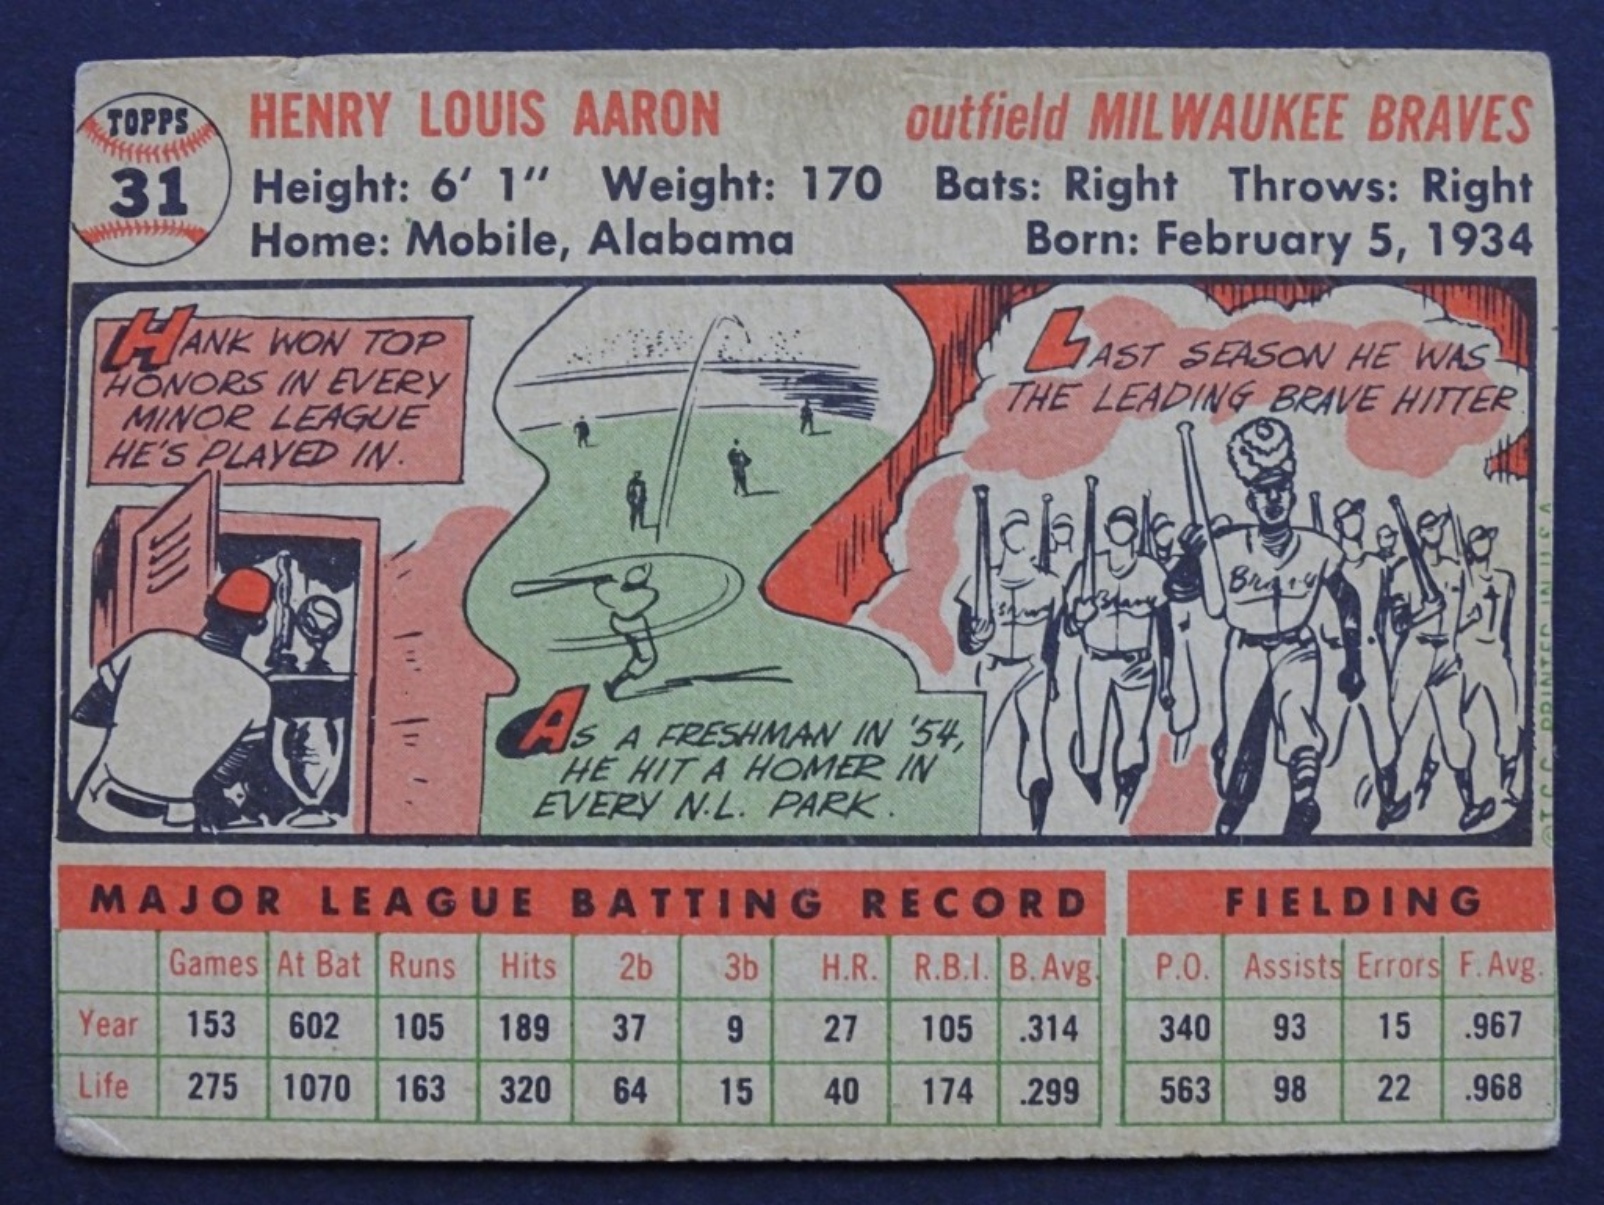 TOPPS
31
HENRY LOUIS AARON outfield MILWAUKEE BRAVES
Height: 6' 1" Weight: 170 Bats: Right Throws: Right
Home: Mobile, Alabama Born: February 5, 1934
HANK WON TOP
HONORS IN EVERY
MINOR LEAGUE
HE'S PLAYED IN.
AS A FRESHMAN IN '54,
HE HIT A HOMER IN
EVERY N.L. PARK.
LAST SEASON HE WAS
THE LEADING BRAVE HITTER
©T.C.G. PRINTED IN U.S.A.
MAJOR LEAGUE BATTING RECORD FIELDING
Games At Bat Runs Hits 2b 3b H.R. R.B.I. B. Avg. P.O. Assists Errors F. Avg.
Year 153 602 105 189 37 9 27 105 .314 340 93 15 .967
Life 275 1070 163 320 64 15 40 174 .299 563 98 22 .968